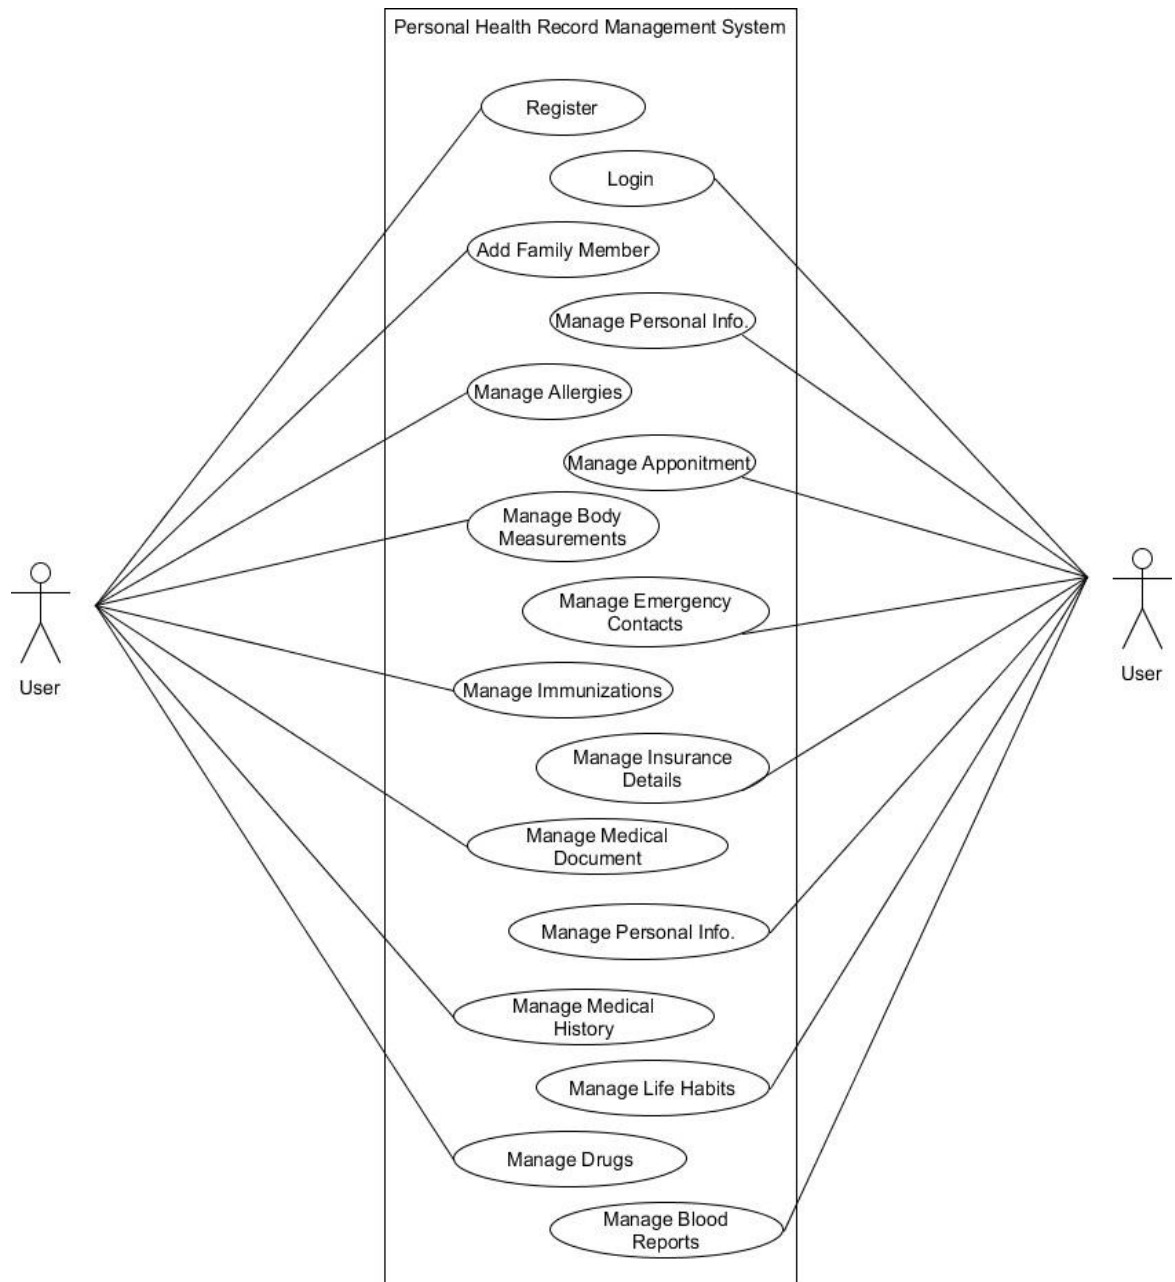 Personal Health Record Management System
Register
Login
Add Family Member
Manage Personal Info.
Manage Allergies
Manage Apponitment
Manage Body
Measurements
Manage Emergency
Contacts
User
User
Manage Immunizations
Manage Insurance
Details
Manage Medical
Document
Manage Personal Info.
Manage Medical
History
Manage Life Habits
Manage Drugs
Manage Blood
Reports